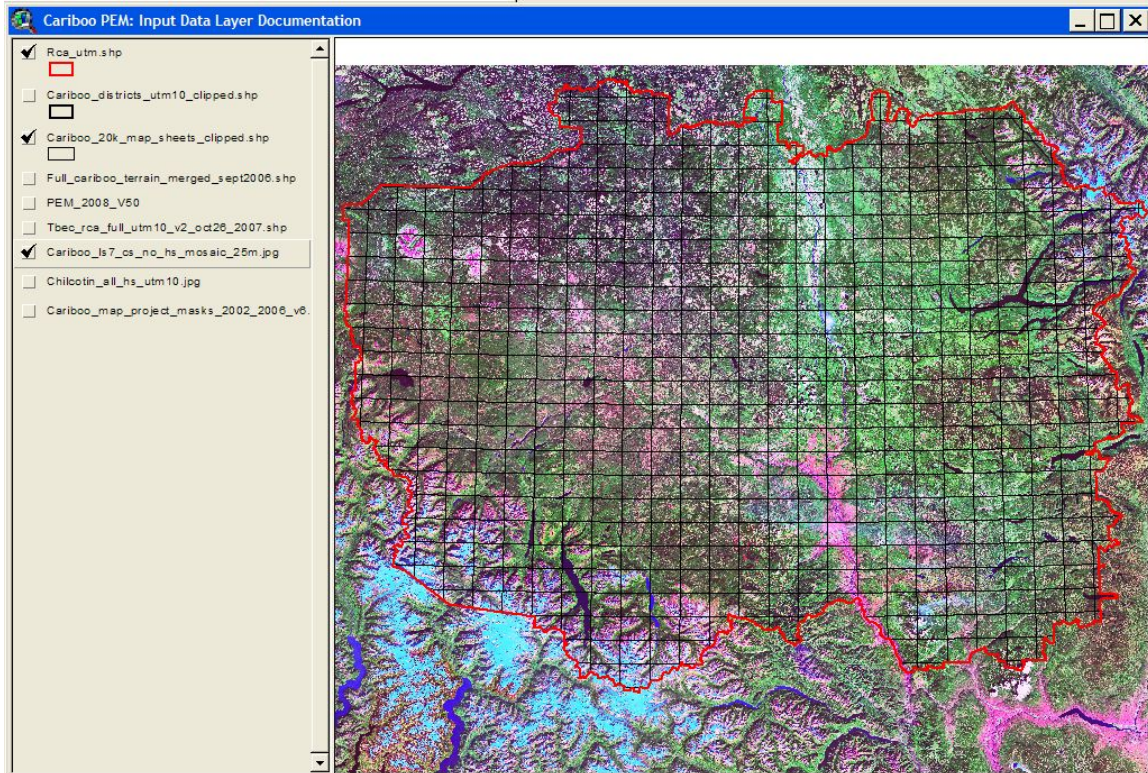 Cariboo PEM: Input Data Layer Documentation
Rca_utm.shp
Cariboo_districts_utm10_clipped.shp
Cariboo_20k_map_sheets_clipped.shp
Full_cariboo_terrain_merged_sept2006.shp
PEM_2008_V50
Tbec_rca_full_utm10_v2_oct26_2007.shp
Cariboo_ls7_cs_no_hs_mosaic_25m.jpg
Chilcotin_all_hs_utm10.jpg
Cariboo_map_project_masks_2002_2006_v6.